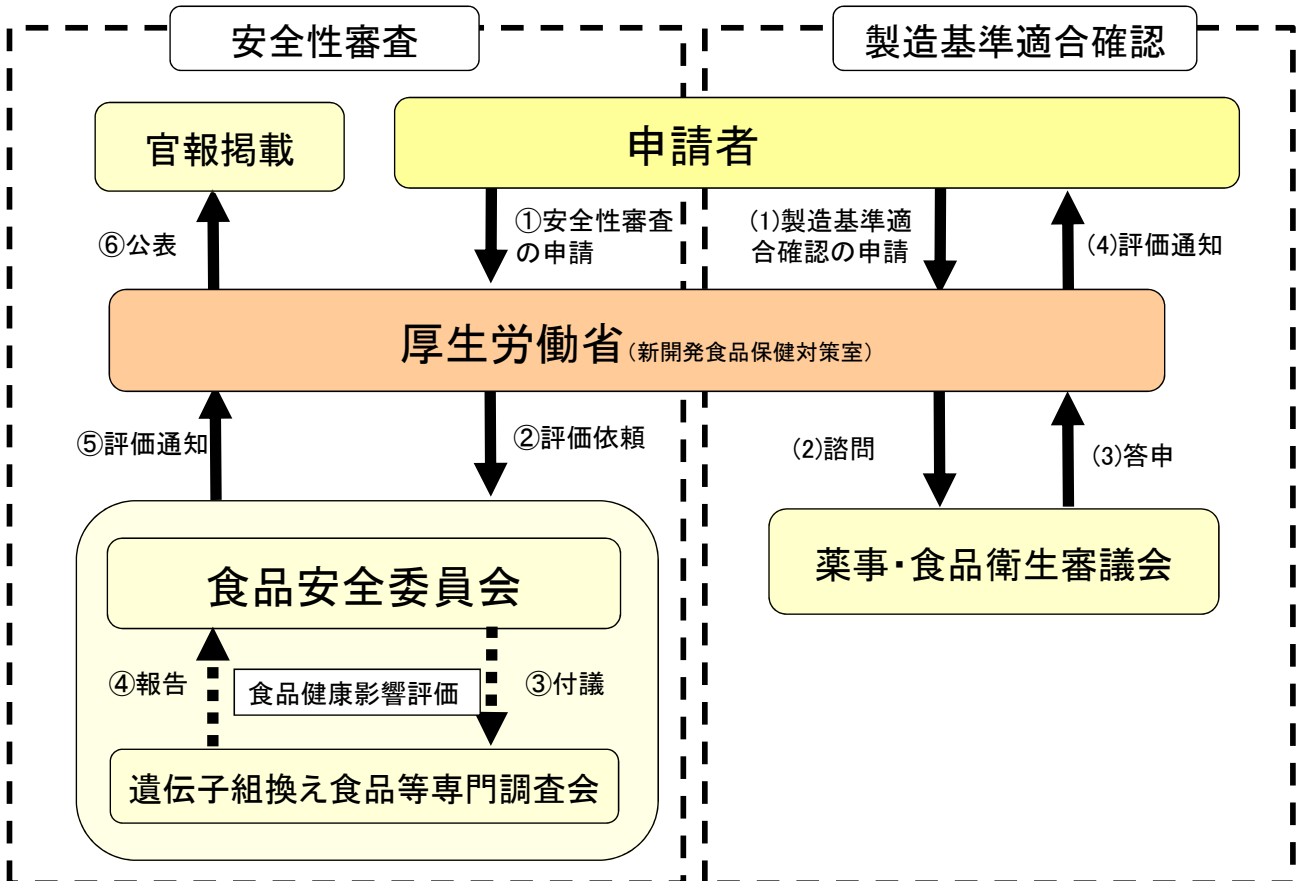 安全性審査
製造基準適合確認
官報掲載
申請者
⑥公表
①安全性審査
の申請
(1)製造基準適
合確認の申請
(4)評価通知
厚生労働省(新開発食品保健対策室)
⑤評価通知
②評価依頼
(2)諮問
(3)答申
食品安全委員会
薬事・食品衛生審議会
④報告
食品健康影響評価
③付議
遺伝子組換え食品等専門調査会